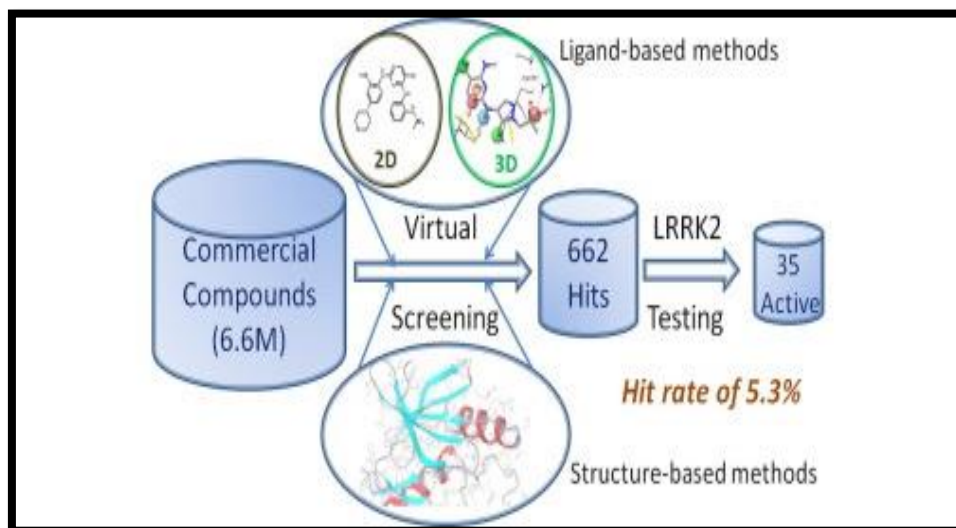 Ligand-based methods
2D
3D
Commercial
Compounds
(6.6M)
Virtual
Screening
662
Hits
LRRK2
Testing
35
Active
Hit rate of 5.3%
Structure-based methods